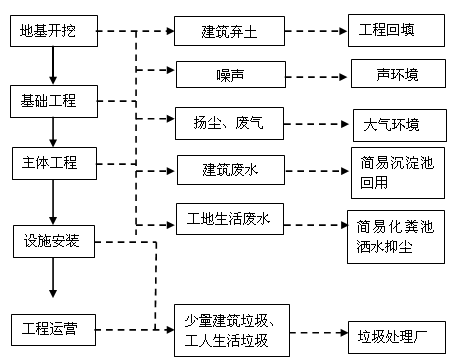 地基开挖
建筑弃土
工程回填
噪声
声环境
基础工程
扬尘、废气
大气环境
主体工程
建筑废水
简易沉淀池
回用
工地生活废水
简易化粪池
洒水抑尘
设施安装
工程运营
少量建筑垃圾、
工人生活垃圾
垃圾处理厂